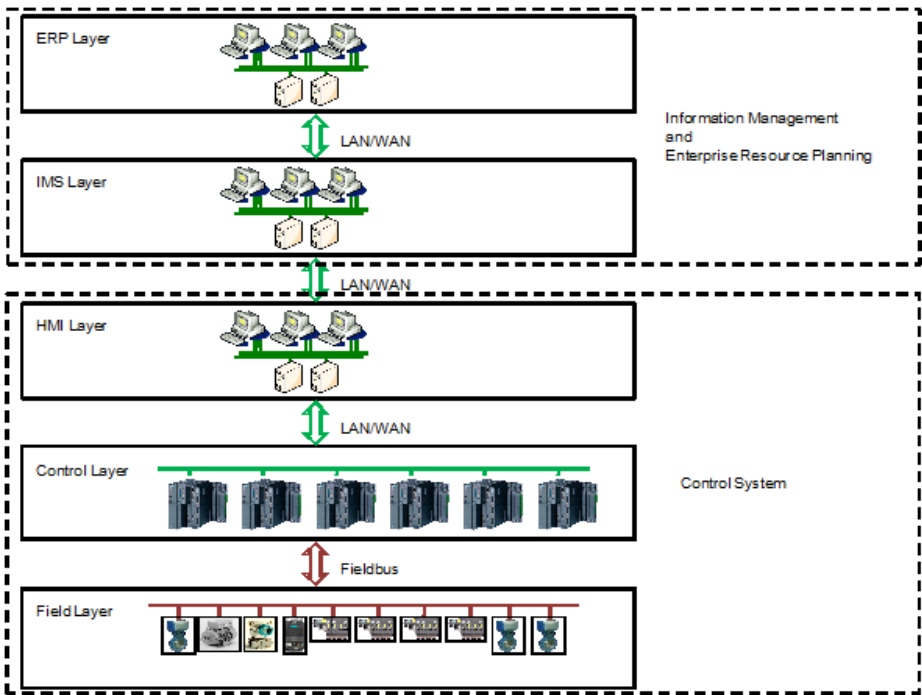 ERP Layer
LAN/WAN
Information Management
and
Enterprise Resource Planning
IMS Layer
LAN/WAN
HMI Layer
LAN/WAN
Control Layer
Control System
Fieldbus
Field Layer